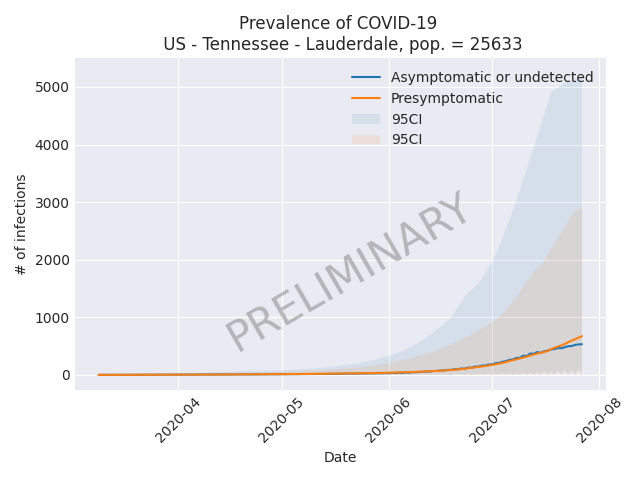 Prevalence of COVID-19
US - Tennessee - Lauderdale, pop. = 25633
Asymptomatic or undetected
Presymptomatic
95CI
95CI
PRELIMINARY
# of infections
5000
4000
3000
2000
1000
0
2020-04
2020-05
2020-06
2020-07
2020-08
Date